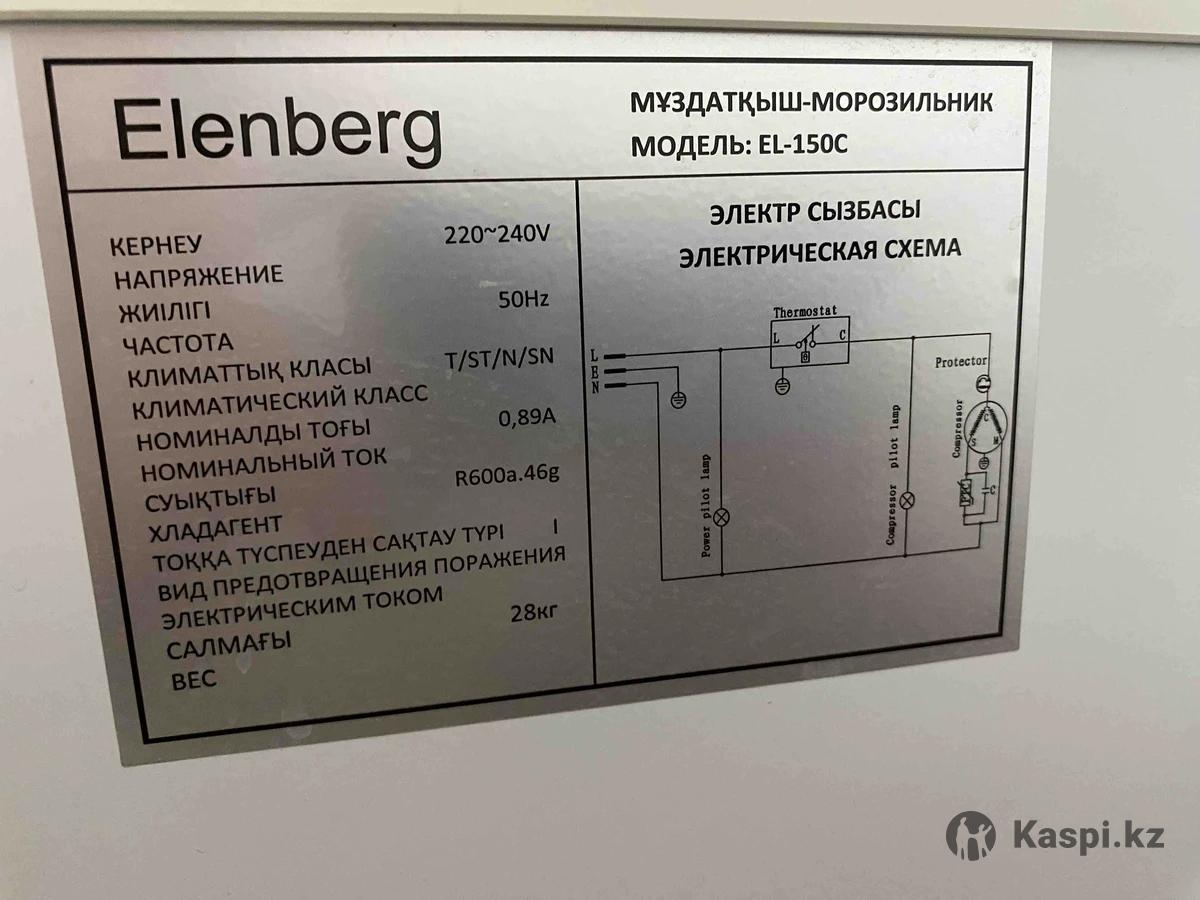 Elenberg
МҰЗДАТҚЫШ-МОРОЗИЛЬНИК
МОДЕЛЬ: EL-150C
КЕРНЕУ 220~240V
НАПРЯЖЕНИЕ
ЖИІЛІГІ 50Hz
ЧАСТОТА
КЛИМАТТЫҚ КЛАСЫ T/ST/N/SN
КЛИМАТИЧЕСКИЙ КЛАСС
НОМИНАЛДЫ ТОҒЫ 0,89A
НОМИНАЛЬНЫЙ ТОК
СУЫҚТЫҒЫ R600a.46g
ХЛАДАГЕНТ
ТОҚҚА ТҮСПЕУДЕН САҚТАУ ТҮРІ I
ВИД ПРЕДОТВРАЩЕНИЯ ПОРАЖЕНИЯ
ЭЛЕКТРИЧЕСКИМ ТОКОМ
САЛМАҒЫ 28кг
ВЕС
ЭЛЕКТР СЫЗБАСЫ
ЭЛЕКТРИЧЕСКАЯ СХЕМА
Thermostat
L C
θ
L
E
N
Protector
Power pilot lamp
Compressor pilot lamp
Compressor
C
S M
PTC C
Kaspi.kz